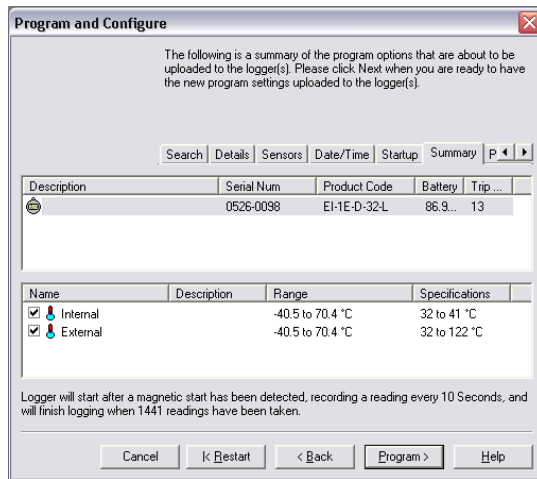 Program and Configure
The following is a summary of the program options that are about to be
uploaded to the logger(s). Please click Next when you are ready to have
the new program settings uploaded to the logger(s).
Search Details Sensors Date/Time Startup Summary P
Description Serial Num Product Code Battery Trip ...
0526-0098 EI-1E-D-32-L 86.9... 13
Name Description Range Specifications
Internal -40.5 to 70.4 °C 32 to 41 °C
External -40.5 to 70.4 °C 32 to 122 °C
Logger will start after a magnetic start has been detected, recording a reading every 10 Seconds, and
will finish logging when 1441 readings have been taken.
Cancel |< Restart < Back Program > Help